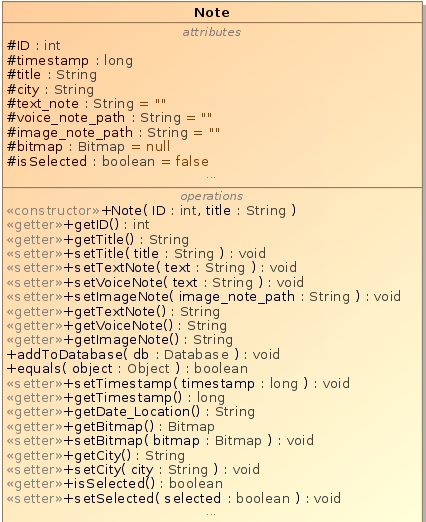 Note
attributes
#ID : int
#timestamp : long
#title : String
#city : String
#text_note : String = ""
#voice_note_path : String = ""
#image_note_path : String = ""
#bitmap : Bitmap = null
#isSelected : boolean = false
...
operations
«constructor»+Note( ID : int, title : String )
«getter»+getID() : int
«getter»+getTitle() : String
«setter»+setTitle( title : String ) : void
«setter»+setTextNote( text : String ) : void
«setter»+setVoiceNote( text : String ) : void
«setter»+setImageNote( image_note_path : String ) : void
«getter»+getTextNote() : String
«getter»+getVoiceNote() : String
«getter»+getImageNote() : String
+addToDatabase( db : Database ) : void
+equals( object : Object ) : boolean
«setter»+setTimestamp( timestamp : long ) : void
«getter»+getTimestamp() : long
«getter»+getDate_Location() : String
«getter»+getBitmap() : Bitmap
«setter»+setBitmap( bitmap : Bitmap ) : void
«getter»+getCity() : String
«setter»+setCity( city : String ) : void
«getter»+isSelected() : boolean
«setter»+setSelected( selected : boolean ) : void
...